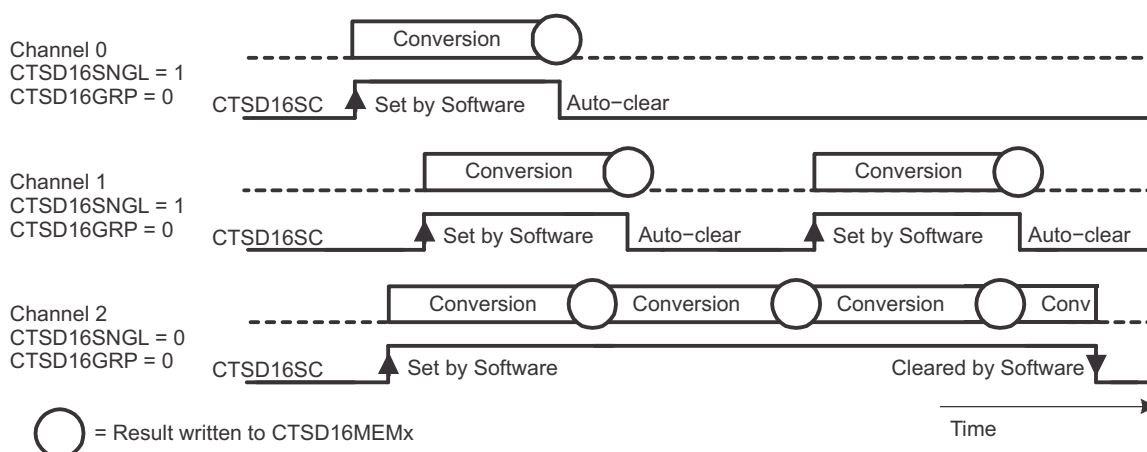 Channel 0
CTSD16SNGL = 1
CTSD16GRP = 0
Conversion
CTSD16SC
Set by Software
Auto−clear
Channel 1
CTSD16SNGL = 1
CTSD16GRP = 0
Conversion
Conversion
CTSD16SC
Set by Software
Auto−clear
Set by Software
Auto−clear
Channel 2
CTSD16SNGL = 0
CTSD16GRP = 0
Conversion
Conversion
Conversion
Conv
CTSD16SC
Set by Software
Cleared by Software
= Result written to CTSD16MEMx
Time